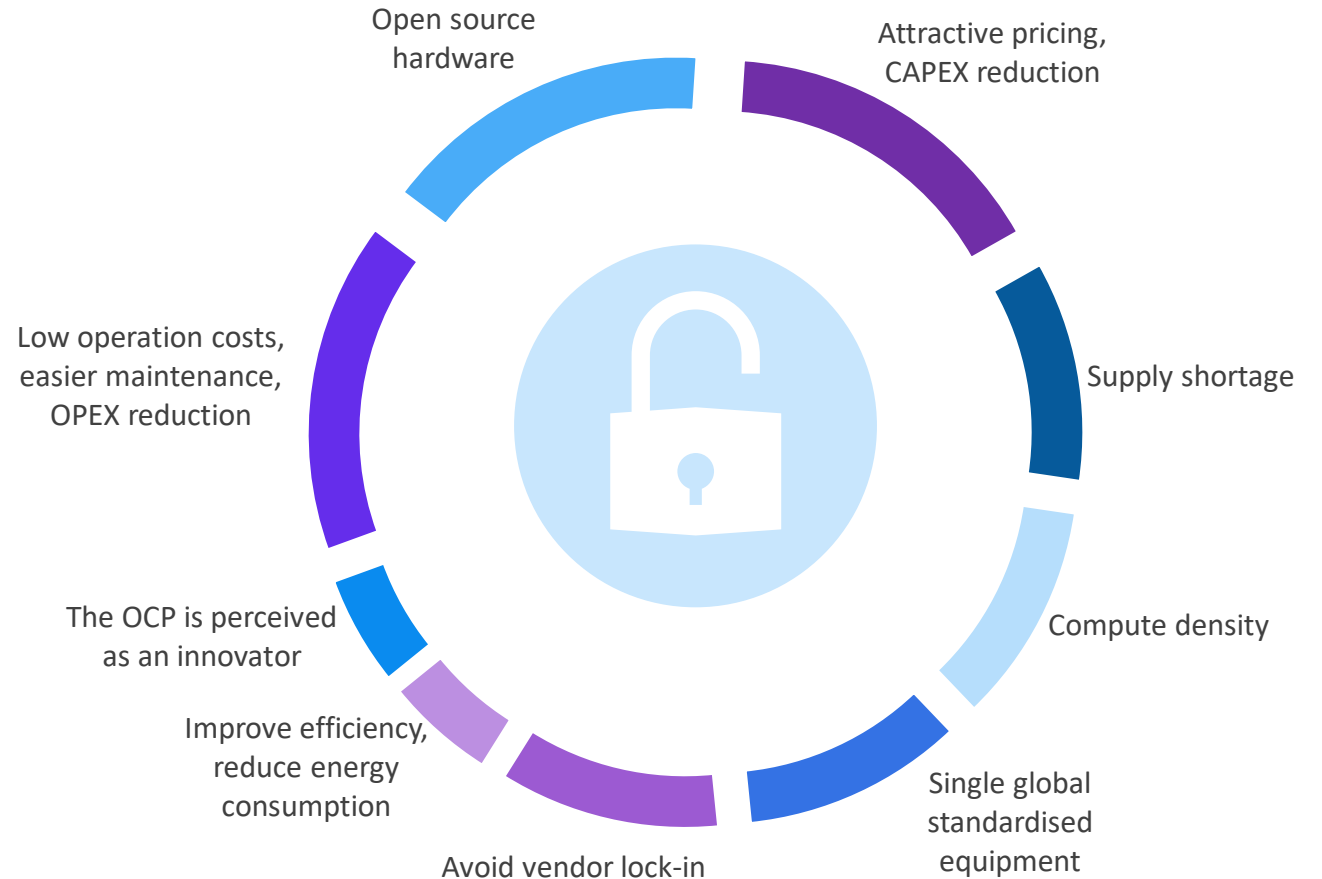 Open source
hardware
Attractive pricing,
CAPEX reduction
Supply shortage
Compute density
Single global
standardised
equipment
Avoid vendor lock-in
Improve efficiency,
reduce energy
consumption
The OCP is perceived
as an innovator
Low operation costs,
easier maintenance,
OPEX reduction